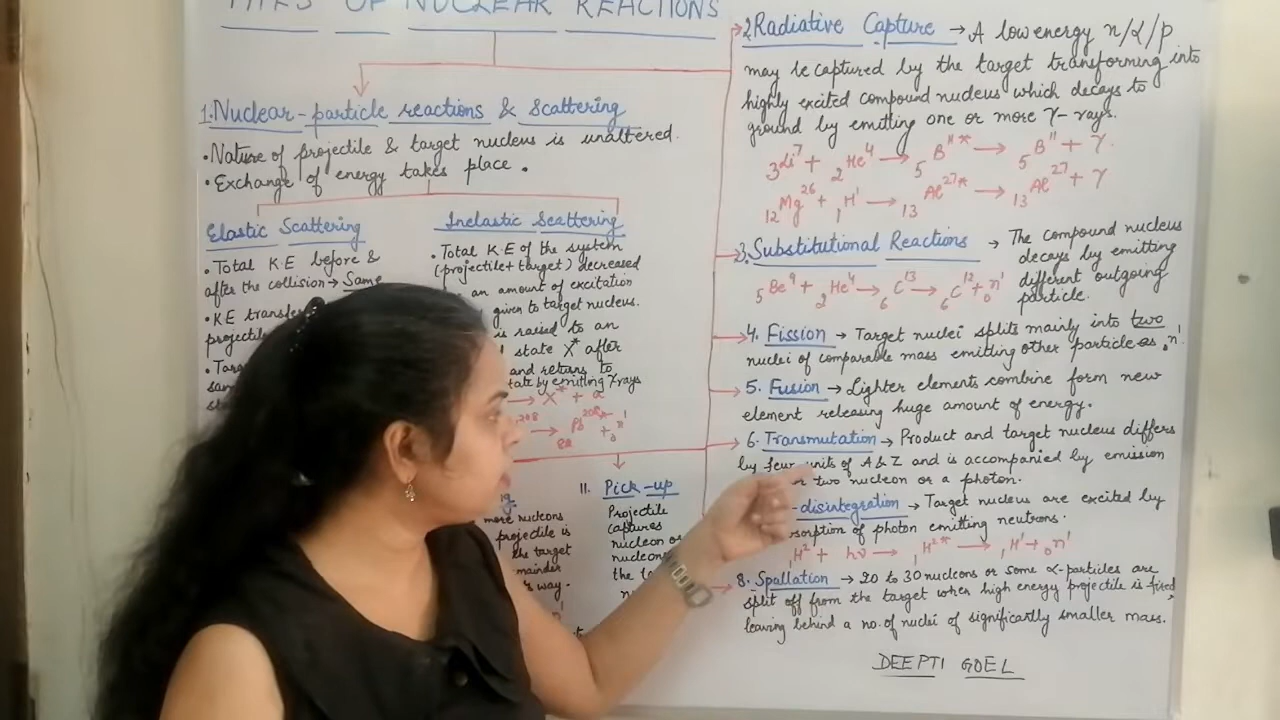 TYPES OF NUCLEAR REACTIONS
1. Nuclear-particle reactions & Scattering
• Nature of projectile & target nucleus is unaltered.
• Exchange of energy takes place.
Elastic Scattering
• Total K.E before &
after the collision → Same
• KE
projectile
Inelastic Scattering
• Total K.E of the system
(projectile + target) decreased
an amount of excitation
given to target nucleus.
is raised to an
state X* after
and returns to
by emitting γrays
→ X* +
208 → 82Pb208* + 0n1
more nucleons
projectile is
the target
way.
11. Pick-up
Projectile
captures
nucleon or
nucleons
2. Radiative Capture → A low energy n/α/p
may be captured by the target transforming into
highly excited compound nucleus which decays to
ground by emitting one or more γ-rays.
3Li7 + 2He4 → 5B11* → 5B11 + γ.
12Mg26 + 1H1 → 13Al27* → 13Al27 + γ
3. Substitutional Reactions → The compound nucleus
decays by emitting
different outgoing
particle.
5Be9 + 2He4 → 6C13 → 6C12 + 0n1
4. Fission → Target nuclei splits mainly into two
nuclei of comparable mass emitting other particle as 0n1
5. Fusion → Lighter elements combine form new
element releasing huge amount of energy.
6. Transmutation → Product and target nucleus differs
by few units of A & Z and is accompanied by emission
two nucleon or a photon.
-disintegration → Target nucleus are excited by
absorption of photon emitting neutrons.
1H2 + hν → 1H2* → 1H1 + 0n1
8. Spallation → 20 to 30 nucleons or some α-particles are
split off from the target when high energy projectile is fired,
leaving behind a no. of nuclei of significantly smaller mass.
DEEPTI GOEL